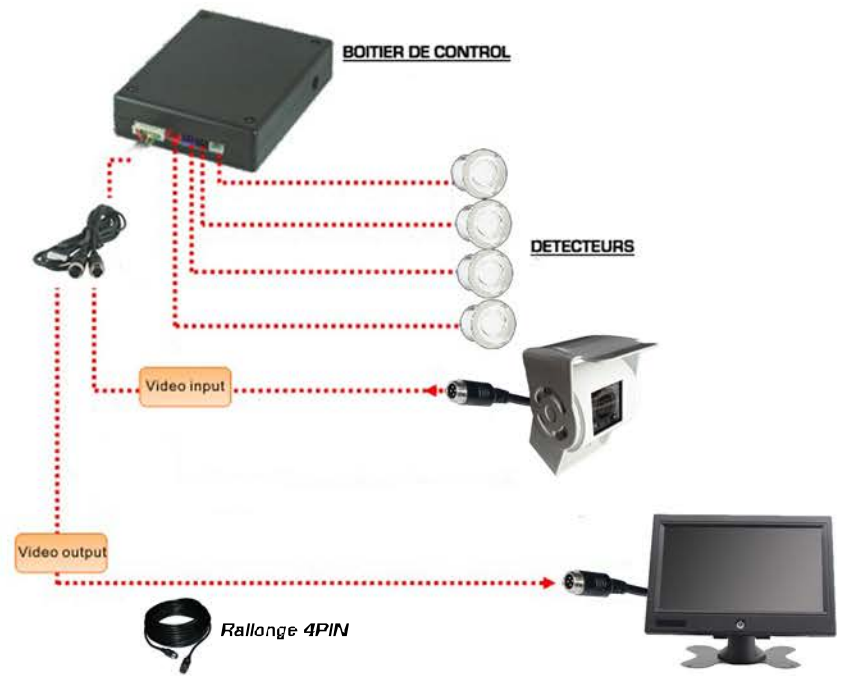 BOITIER DE CONTROL
DETECTEURS
Video input
Video output
Rallonge 4PIN